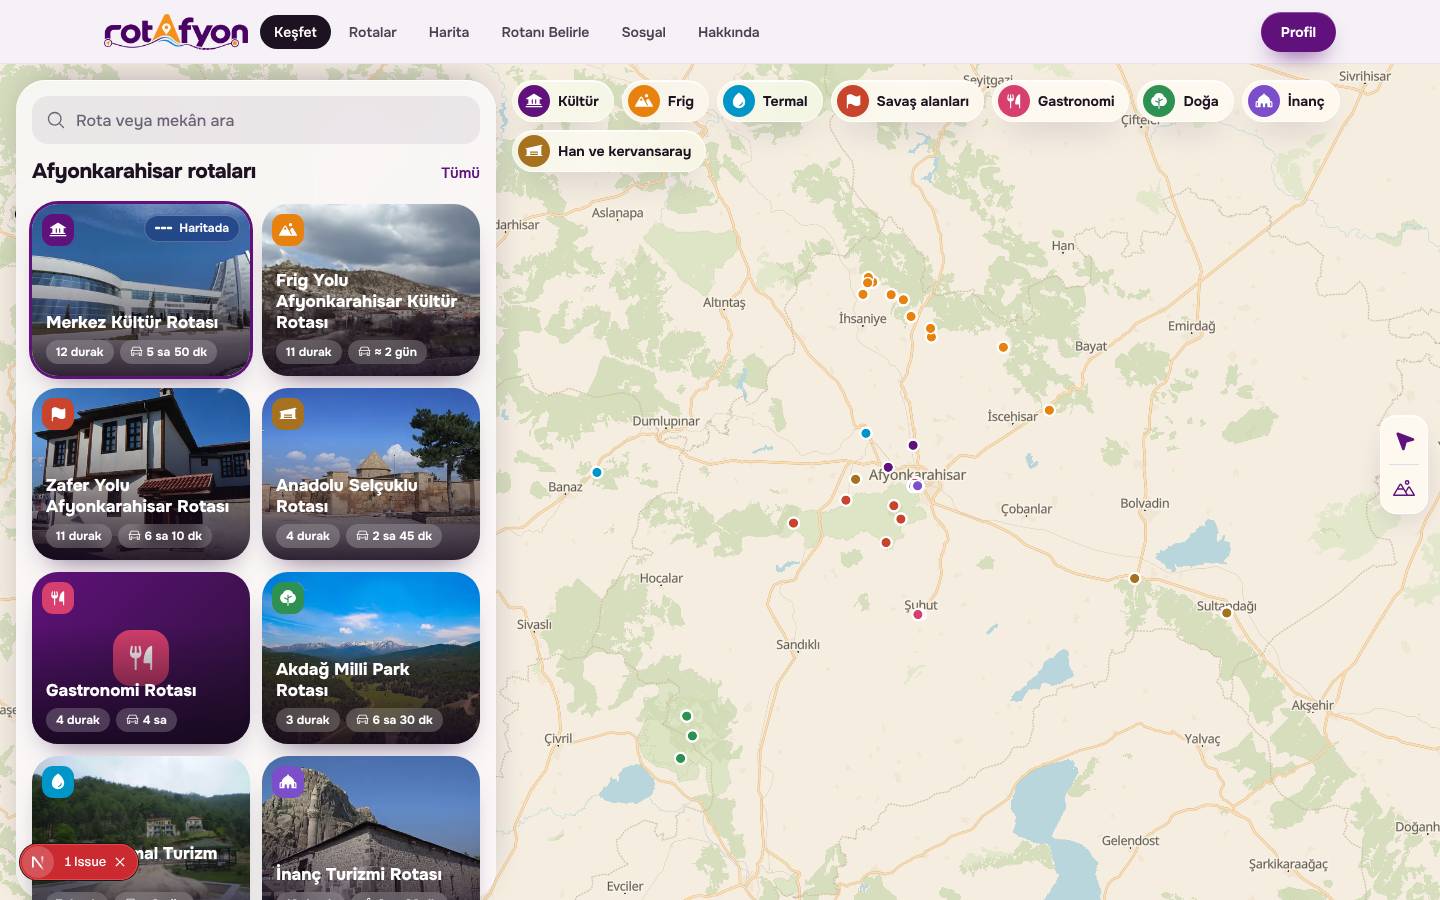 rotAfyon
Keşfet
Rotalar
Harita
Rotanı Belirle
Sosyal
Hakkında
Profil
Rota veya mekân ara
Afyonkarahisar rotaları
Tümü
Haritada
Merkez Kültür Rotası
12 durak
5 sa 50 dk
Frig Yolu
Afyonkarahisar Kültür
Rotası
11 durak
≈ 2 gün
Zafer Yolu
Afyonkarahisar Rotası
11 durak
6 sa 10 dk
Anadolu Selçuklu
Rotası
4 durak
2 sa 45 dk
Gastronomi Rotası
4 durak
4 sa
Akdağ Milli Park
Rotası
3 durak
6 sa 30 dk
mal Turizm
İnanç Turizmi Rotası
1 Issue
Kültür
Frig
Termal
Savaş alanları
Gastronomi
Doğa
İnanç
Han ve kervansaray
Seyitgazi
Sivrihisar
Çifteler
Aslanapa
Han
Altıntaş
İhsaniye
Emirdağ
Bayat
Dumlupınar
İscehisar
Banaz
Afyonkarahisar
Çobanlar
Bolvadin
Hocalar
Şuhut
Sultandağı
Sivaslı
Sandıklı
Akşehir
Çivril
Yalvaç
Gelendost
Doğanh
Şarkikaraağaç
Evciler